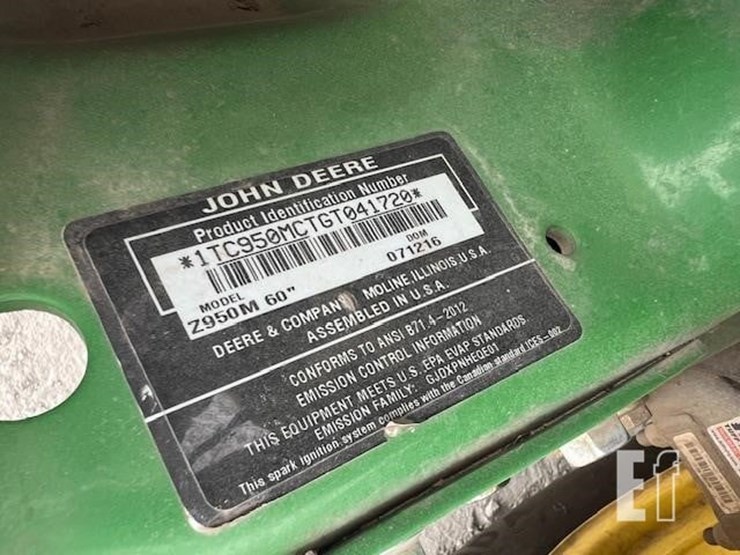 JOHN DEERE
Product Identification Number
*1TC950MCTGT041720*
MODEL DOM
Z950M 60" 071216
DEERE & COMPANY MOLINE, ILLINOIS, U.S.A.
ASSEMBLED IN U.S.A.
CONFORMS TO ANSI B71.4-2012
EMISSION CONTROL INFORMATION
THIS EQUIPMENT MEETS U.S. EPA EVAP STANDARDS
EMISSION FAMILY: GJDXPNHEQE01
This spark ignition system complies with the Canadian standard ICES-002
Ef